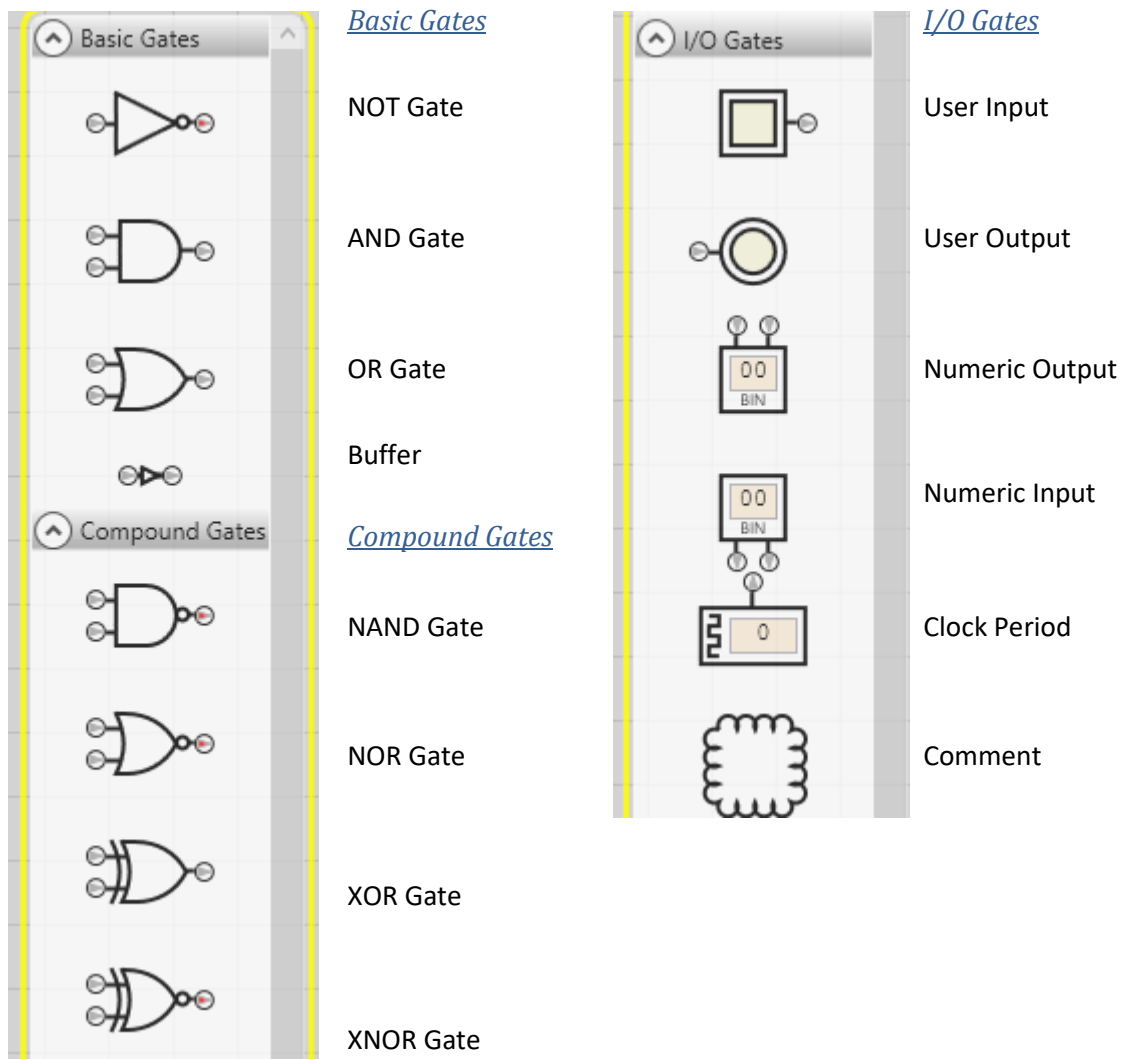 Basic Gates
Basic Gates
NOT Gate
AND Gate
OR Gate
Buffer
Compound Gates
Compound Gates
NAND Gate
NOR Gate
XOR Gate
XNOR Gate
I/O Gates
I/O Gates
User Input
User Output
00
BIN
Numeric Output
00
BIN
Numeric Input
0
Clock Period
Comment